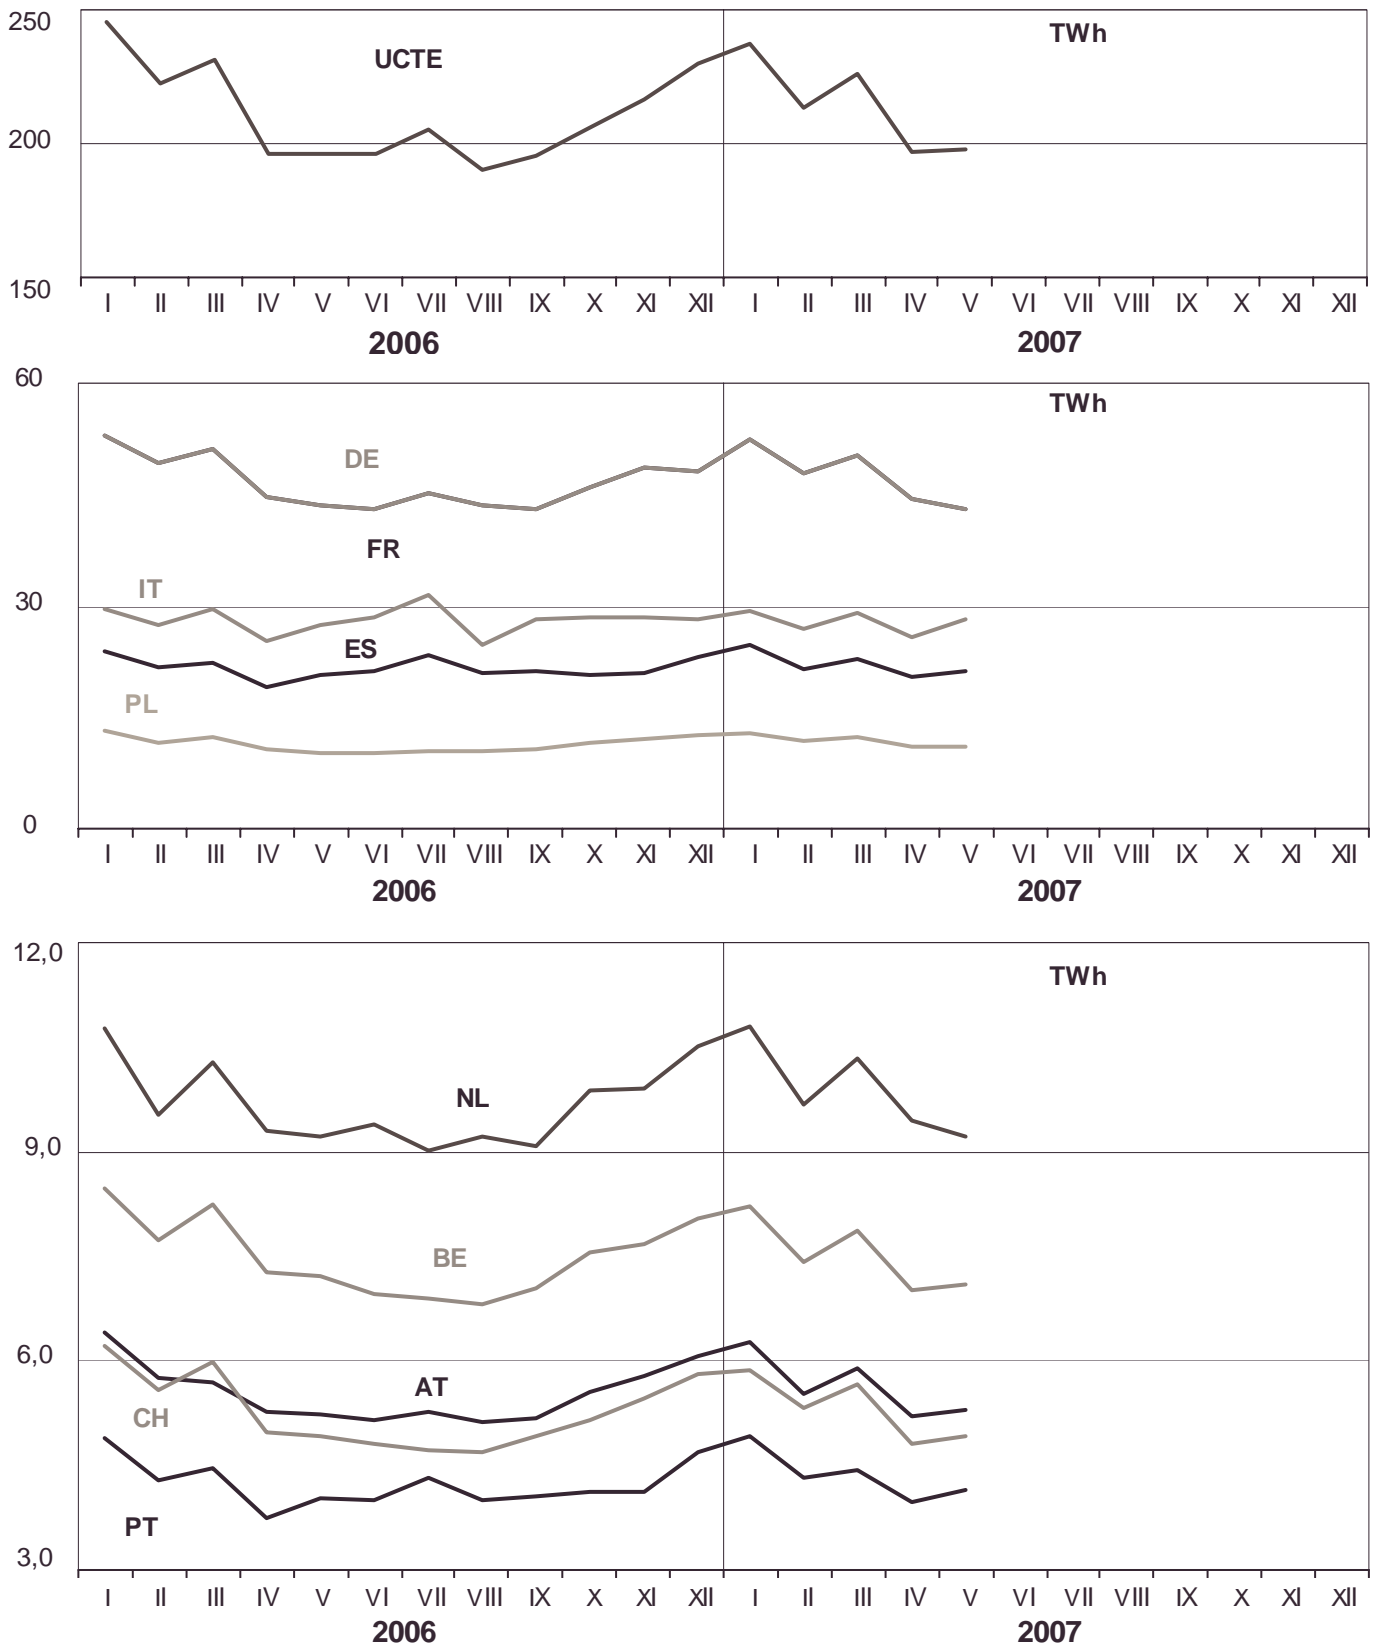 250
TWh
UCTE
200
150
I II III IV V VI VII VIII IX X XI XII I II III IV V VI VII VIII IX X XI XII
2006 2007
60
TWh
DE
FR
IT
30
ES
PL
0
I II III IV V VI VII VIII IX X XI XII I II III IV V VI VII VIII IX X XI XII
2006 2007
12,0
TWh
NL
9,0
BE
6,0
AT
CH
PT
3,0
I II III IV V VI VII VIII IX X XI XII I II III IV V VI VII VIII IX X XI XII
2006 2007